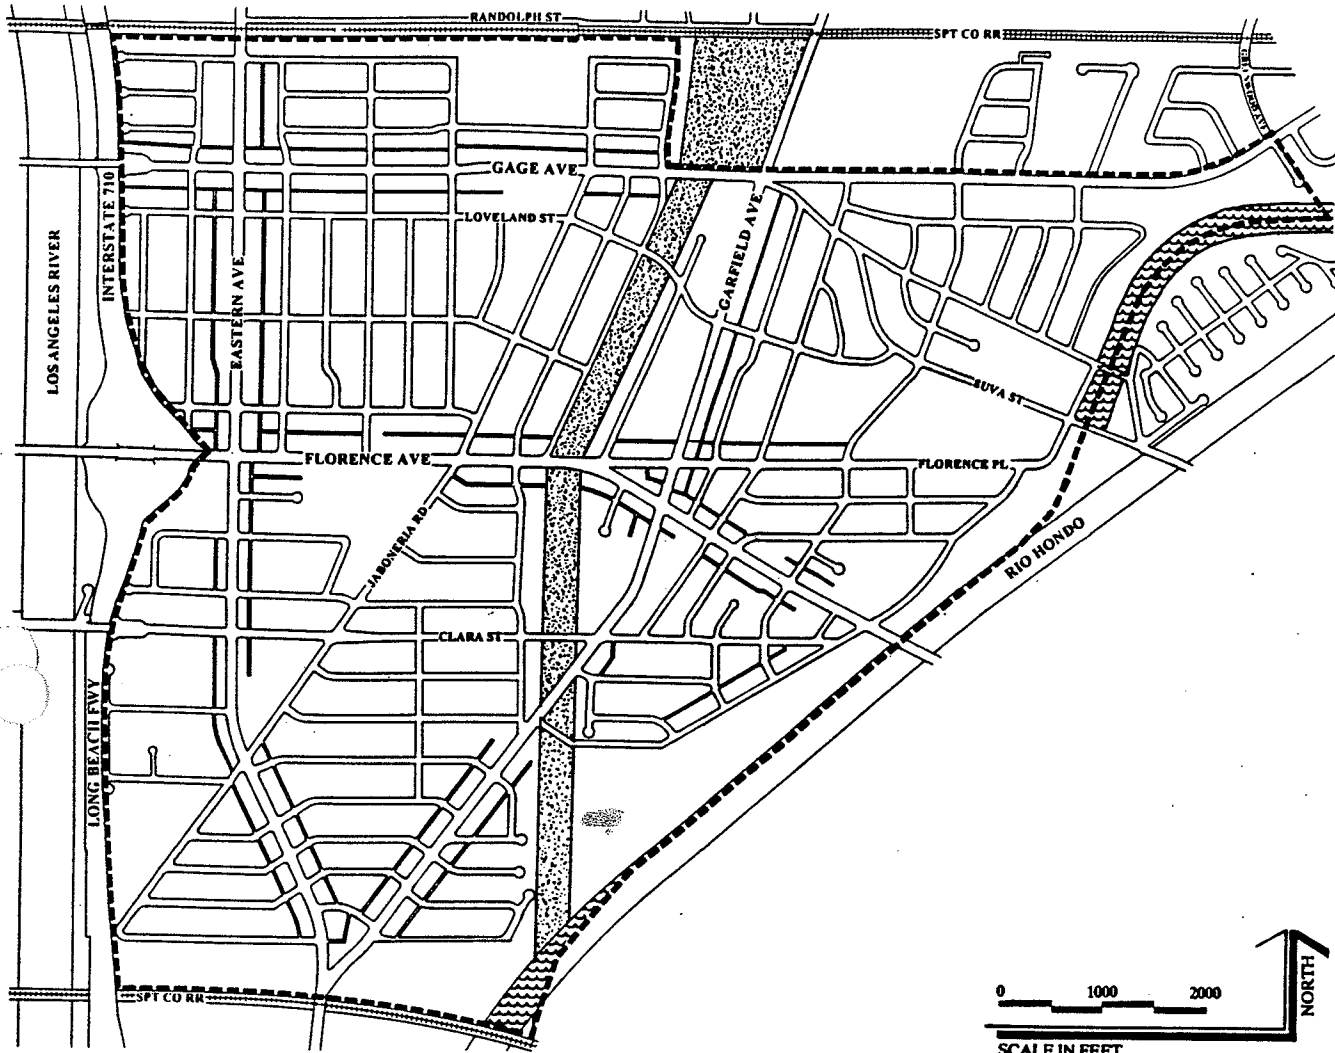 RANDOLPH ST
SPT CO RR
GAGE AVE
INTERSTATE 710
LOVELAND ST
GARFIELD AVE
LOS ANGELES RIVER
EASTERN AVE
SUVA ST
FLORENCE AVE
FLORENCE PL
JABONERIA RD
RIO HONDO
CLARA ST
LONG BEACH FWY
SPT CO RR
0 1000 2000
NORTH
SCALE IN FEET